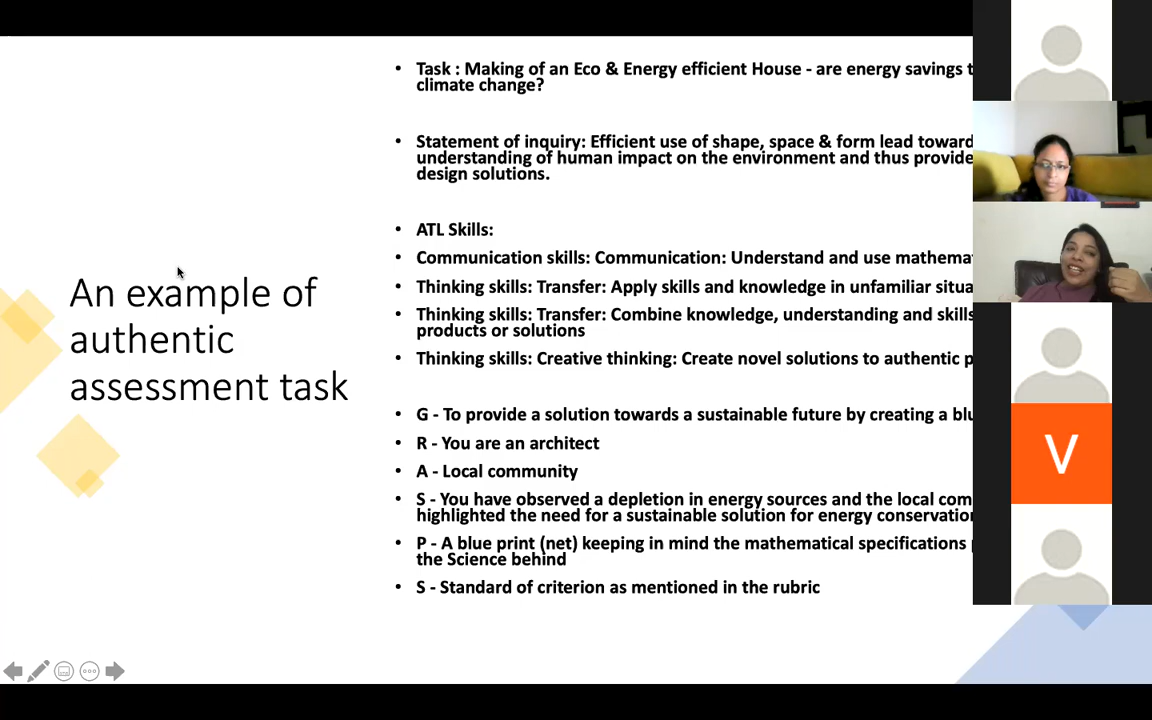 An example of
authentic
assessment task
• Task : Making of an Eco & Energy efficient House - are energy savings
climate change?
• Statement of inquiry: Efficient use of shape, space & form lead
understanding of human impact on the environment and thus provide
design solutions.
• ATL Skills:
• Communication skills: Communication: Understand and use
• Thinking skills: Transfer: Apply skills and knowledge in unfamiliar
• Thinking skills: Transfer: Combine knowledge, understanding and skills
products or solutions
• Thinking skills: Creative thinking: Create novel solutions to authentic
• G - To provide a solution towards a sustainable future by creating a
• R - You are an architect
• A - Local community
• S - You have observed a depletion in energy sources and the local
highlighted the need for a sustainable solution for energy
• P - A blue print (net) keeping in mind the mathematical specifications
the Science behind
• S - Standard of criterion as mentioned in the rubric
V